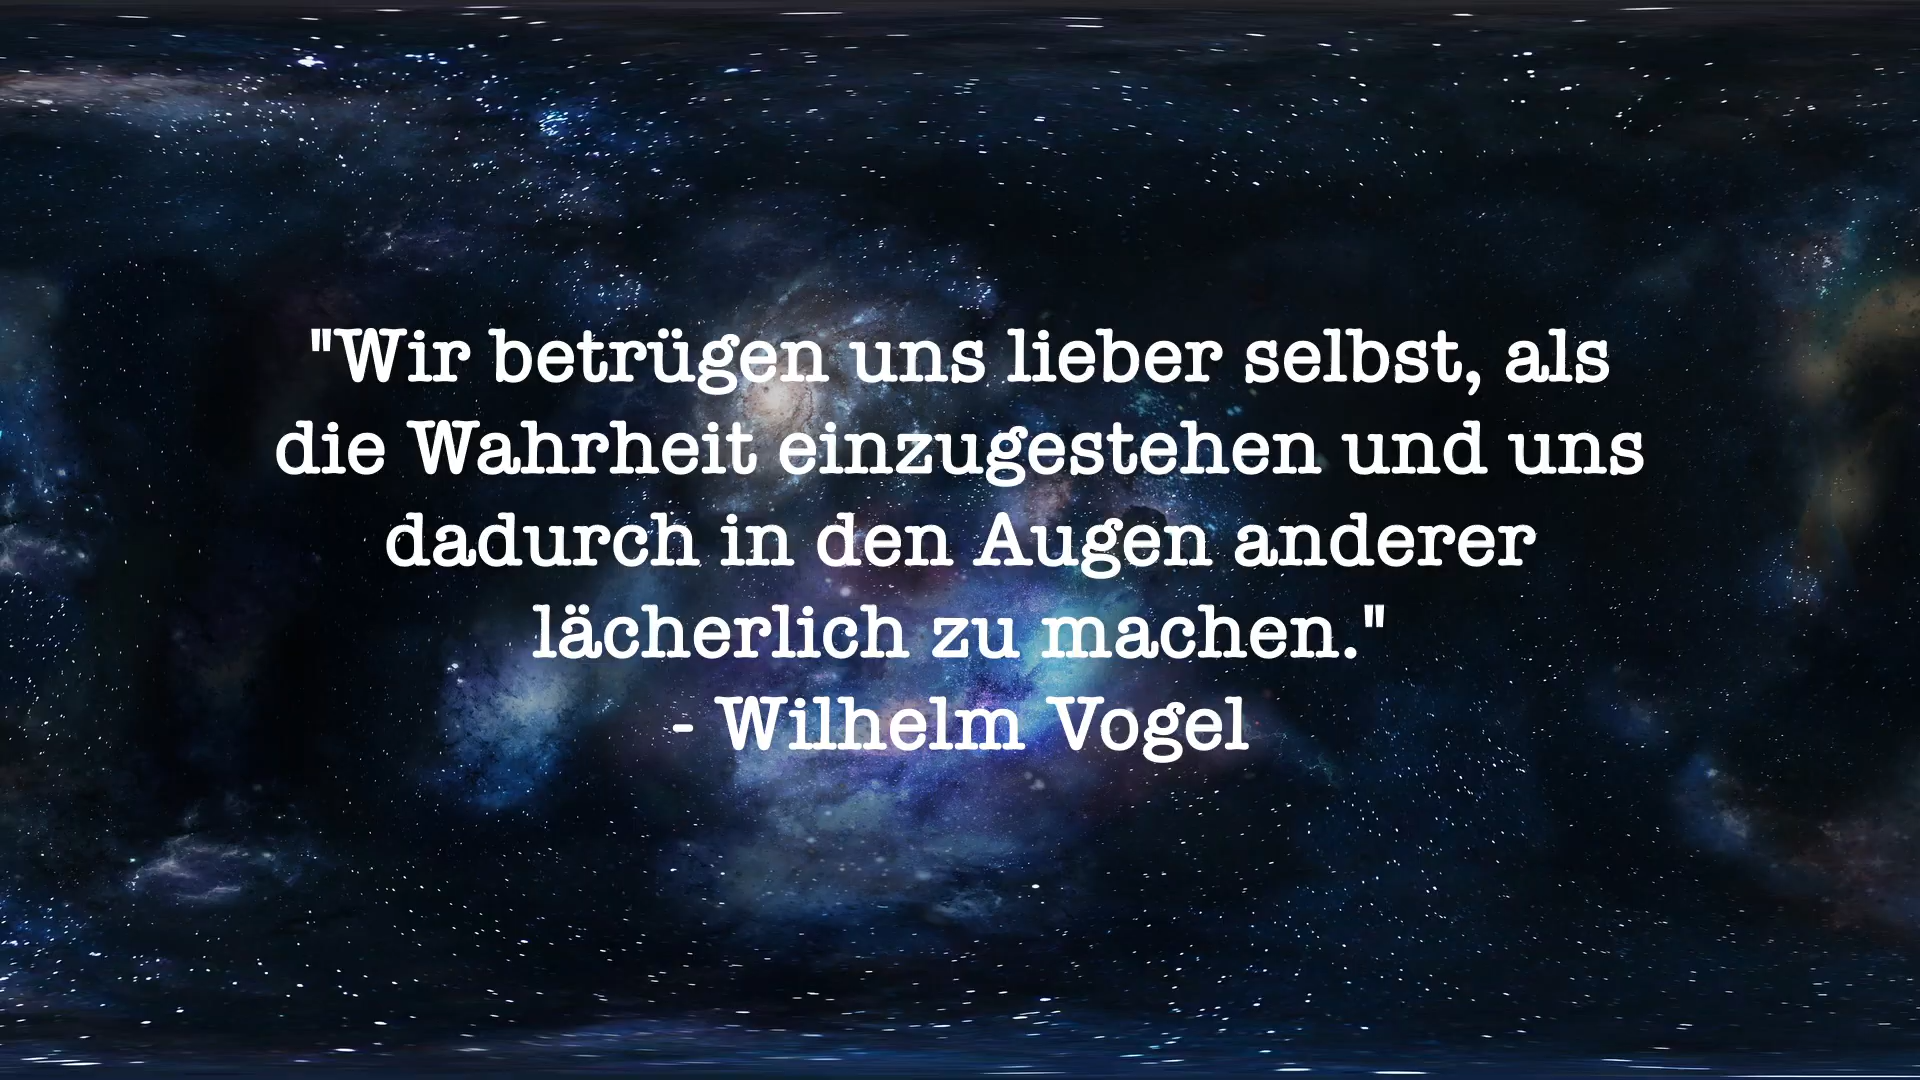 "Wir betrügen uns lieber selbst, als
die Wahrheit einzugestehen und uns
dadurch in den Augen anderer
lächerlich zu machen."
- Wilhelm Vogel